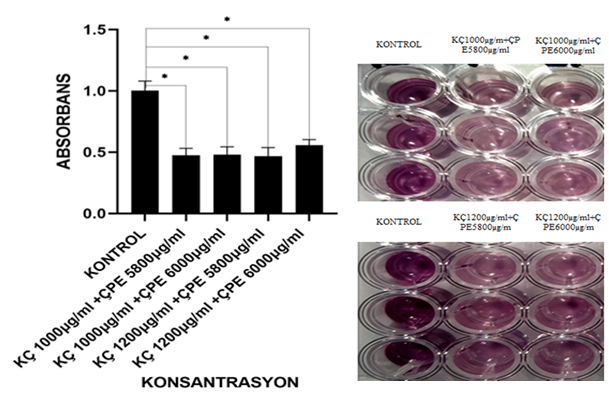 1.5
1.0
0.5
0.0
ABSORBANS
*
*
*
*
KONTROL
KÇ 1000µg/ml +ÇPE 5800µg/ml
KÇ 1000µg/ml +ÇPE 6000µg/ml
KÇ 1200µg/ml +ÇPE 5800µg/ml
KÇ 1200µg/ml +ÇPE 6000µg/ml
KONSANTRASYON
KONTROL
KÇ1000µg/m+ÇP
E5800µg/ml
KÇ1000µg/ml+Ç
PE6000µg/ml
KONTROL
KÇ1200µg/ml+Ç
PE5800µg/m
KÇ1200µg/ml+Ç
PE6000µg/m